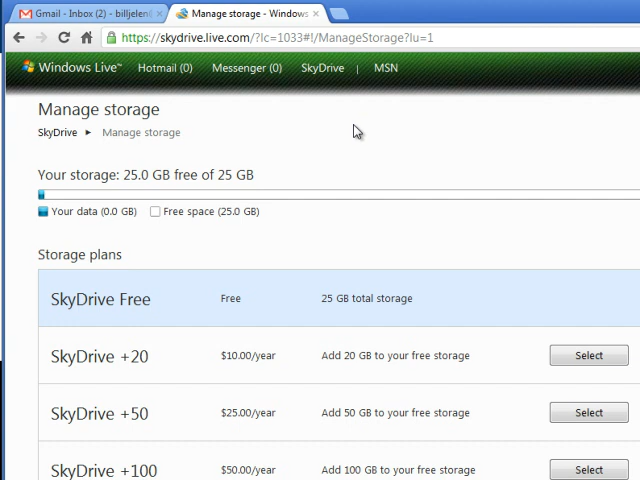 Gmail - Inbox (2) - billjelen
Manage storage - Windows
https://skydrive.live.com/?lc=1033#!/ManageStorage?lu=1
Windows Live™ Hotmail (0) Messenger (0) SkyDrive | MSN
Manage storage
SkyDrive ► Manage storage
Your storage: 25.0 GB free of 25 GB
Your data (0.0 GB) Free space (25.0 GB)
Storage plans
SkyDrive Free Free 25 GB total storage
SkyDrive +20 $10.00/year Add 20 GB to your free storage Select
SkyDrive +50 $25.00/year Add 50 GB to your free storage Select
SkyDrive +100 $50.00/year Add 100 GB to your free storage Select